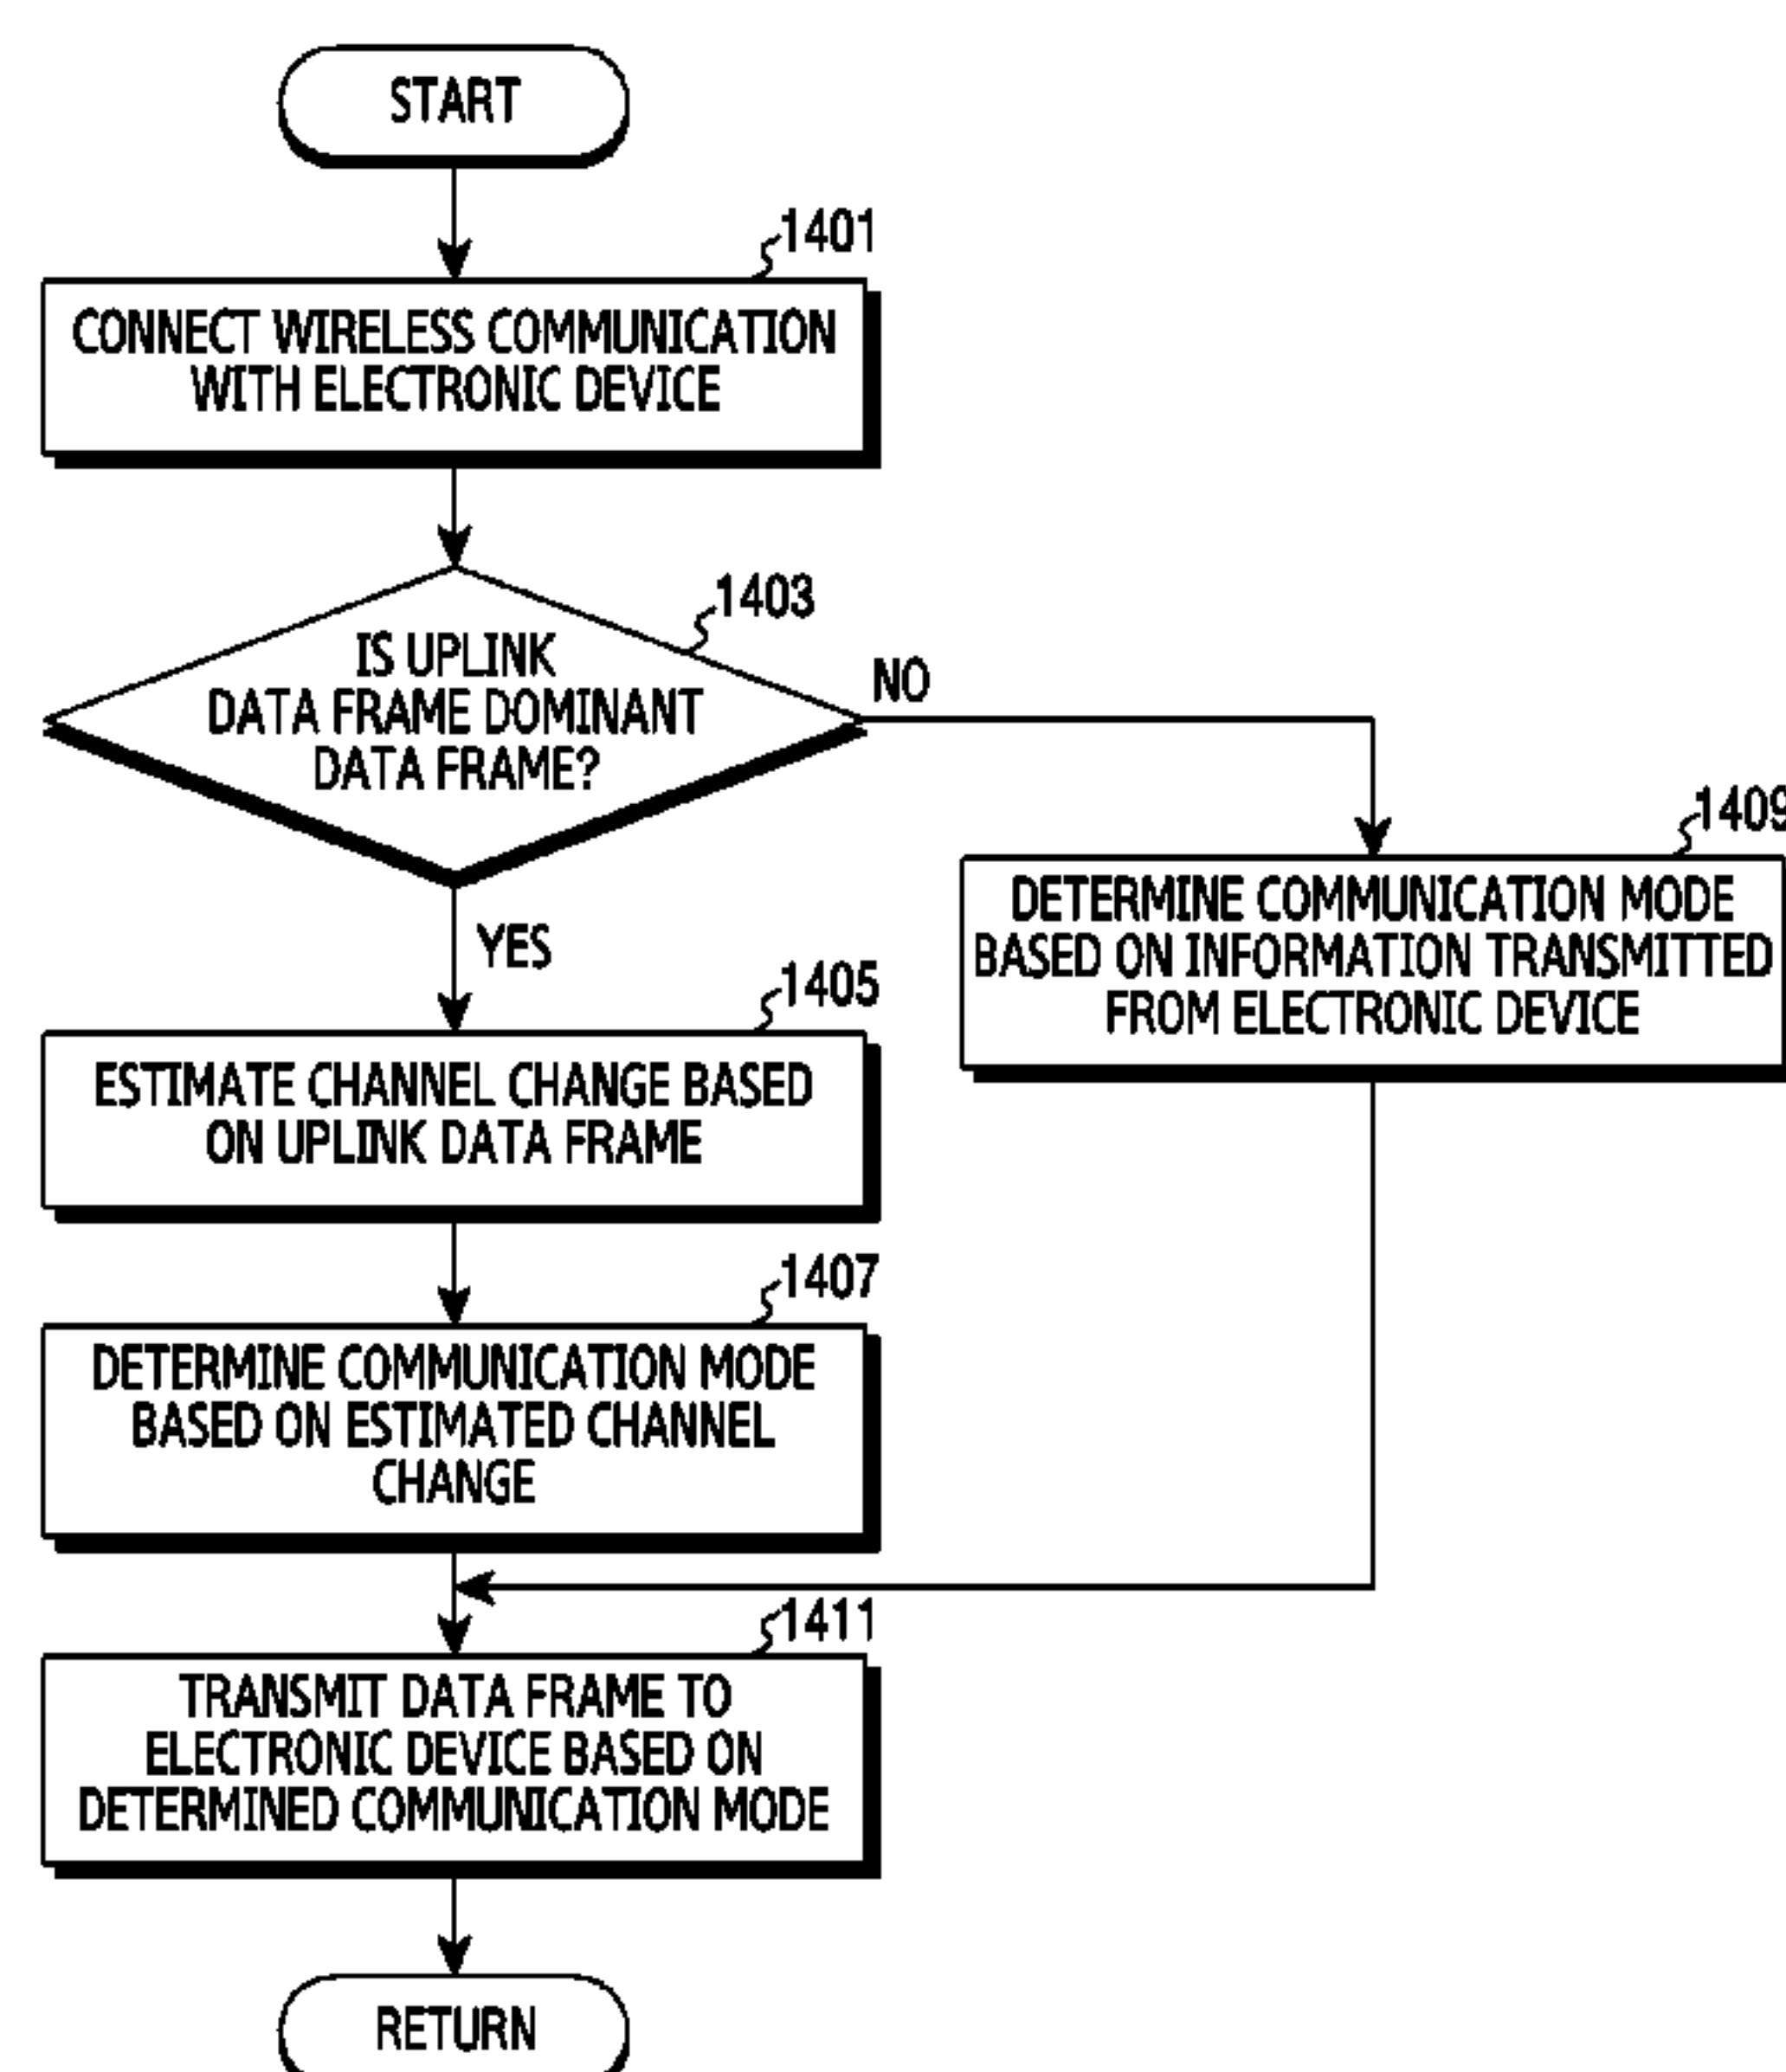 START
1401
CONNECT WIRELESS COMMUNICATION
WITH ELECTRONIC DEVICE
1403
IS UPLINK
DATA FRAME DOMINANT
DATA FRAME?
NO
YES
1409
DETERMINE COMMUNICATION MODE
BASED ON INFORMATION TRANSMITTED
FROM ELECTRONIC DEVICE
1405
ESTIMATE CHANNEL CHANGE BASED
ON UPLINK DATA FRAME
1407
DETERMINE COMMUNICATION MODE
BASED ON ESTIMATED CHANNEL
CHANGE
1411
TRANSMIT DATA FRAME TO
ELECTRONIC DEVICE BASED ON
DETERMINED COMMUNICATION MODE
RETURN